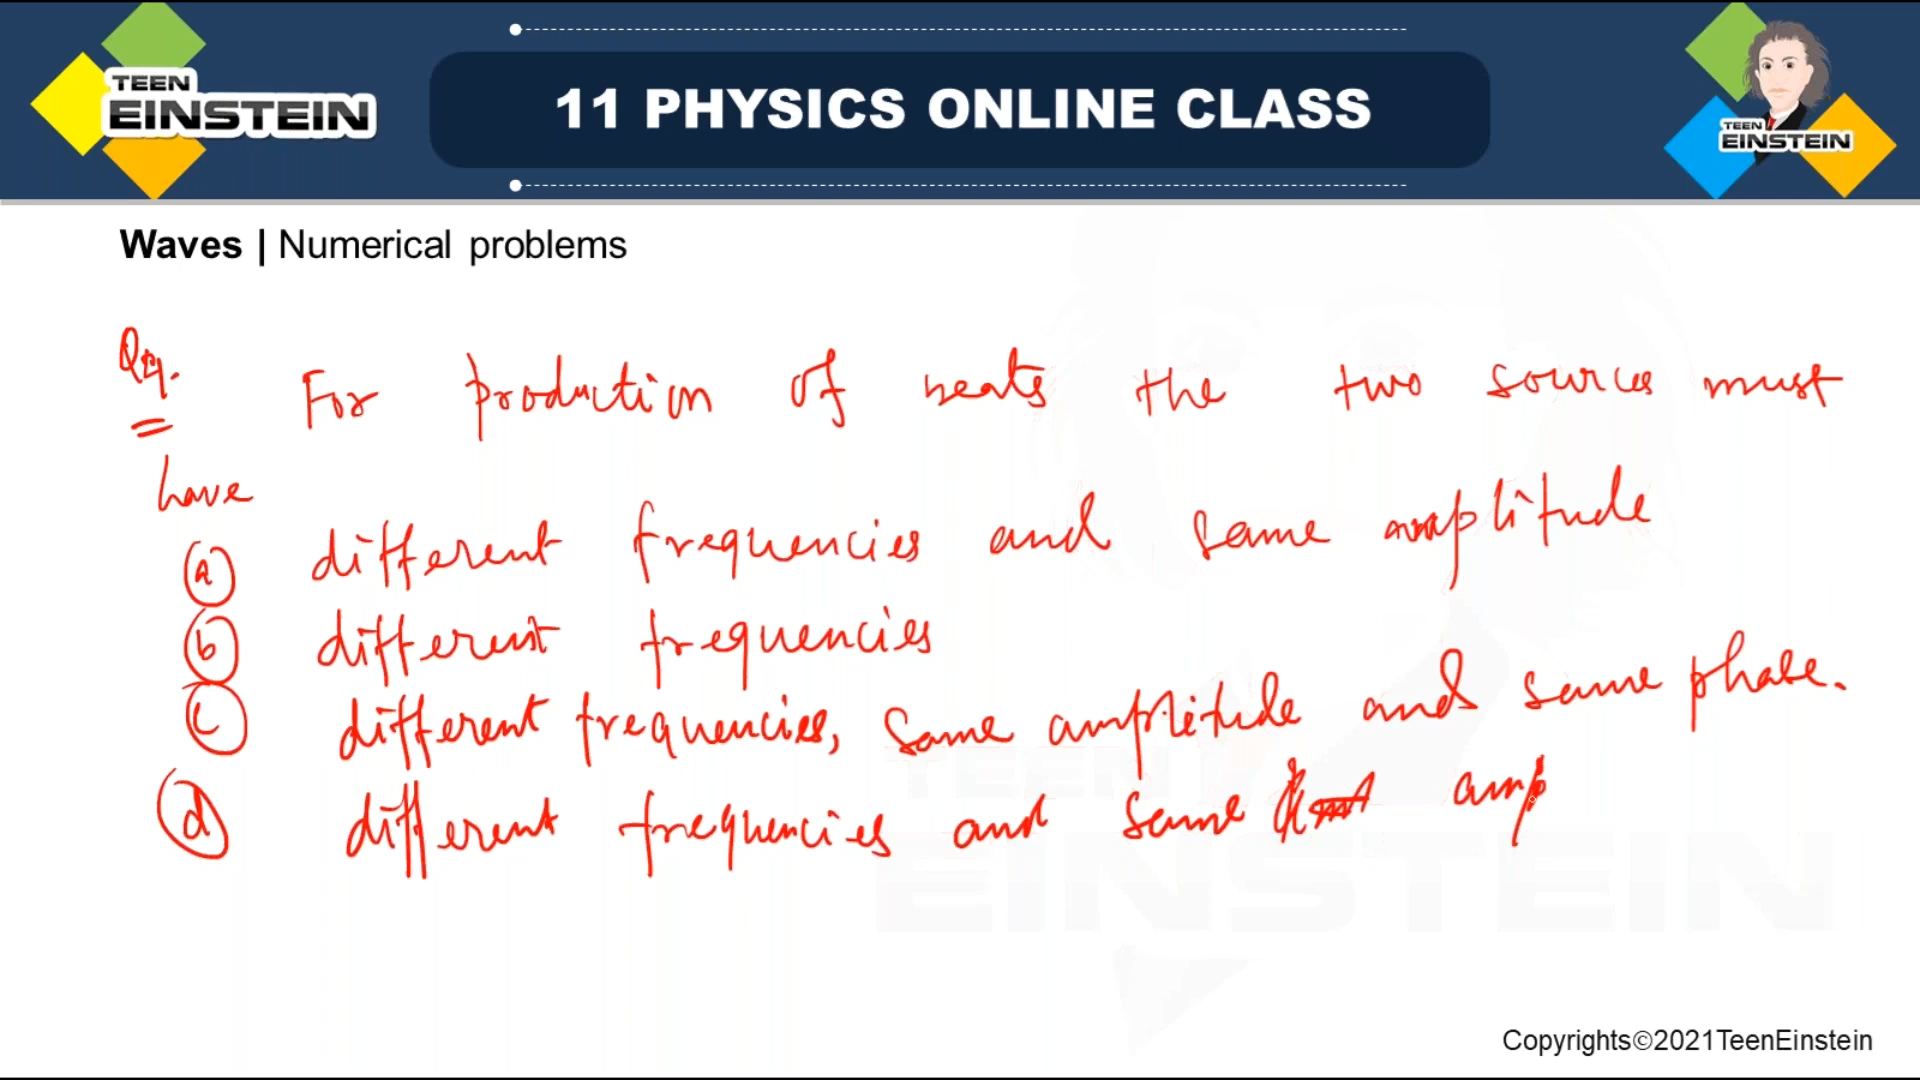 TEEN
EINSTEIN
11 PHYSICS ONLINE CLASS
TEEN
EINSTEIN
Waves | Numerical problems
For production of beats the two sources must
have
(a) different frequencies and same amplitude
(b) different frequencies
(c) different frequencies, same amplitude and same phase.
(d) different frequencies and same amp
TEEN
EINSTEIN
Copyrights©2021TeenEinstein